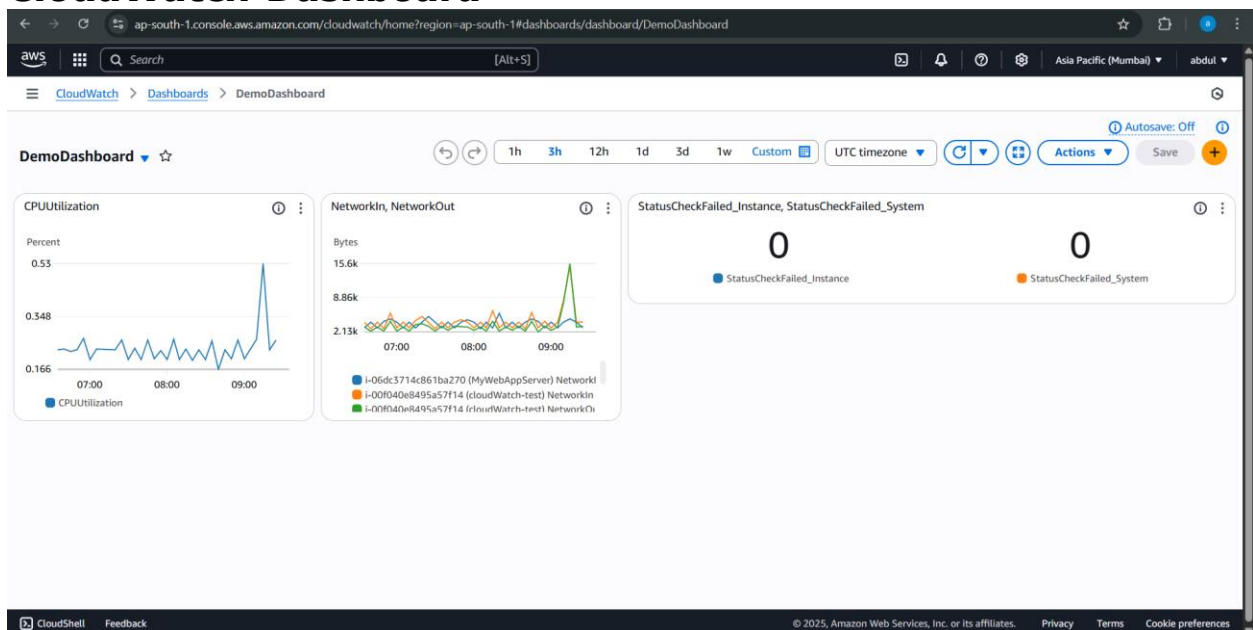 CloudWatch Dashboard
ap-south-1.console.aws.amazon.com/cloudwatch/home?region=ap-south-1#dashboards/dashboard/DemoDashboard
a
aws Search [Alt+S] Asia Pacific (Mumbai) abdul
CloudWatch > Dashboards > DemoDashboard
Autosave: Off
DemoDashboard 1h 3h 12h 1d 3d 1w Custom UTC timezone Actions Save +
CPUUtilization
Percent
0.53
0.348
0.166
07:00 08:00 09:00
CPUUtilization
NetworkIn, NetworkOut
Bytes
15.6k
8.86k
2.13k
07:00 08:00 09:00
i-06dc3714c861ba270 (MyWebAppServer) NetworkI
i-00f040e8495a57f14 (cloudWatch-test) NetworkIn
i-00f040e8495a57f14 (cloudWatch-test) NetworkOu
StatusCheckFailed_Instance, StatusCheckFailed_System
0 0
StatusCheckFailed_Instance StatusCheckFailed_System
CloudShell Feedback © 2025, Amazon Web Services, Inc. or its affiliates. Privacy Terms Cookie preferences